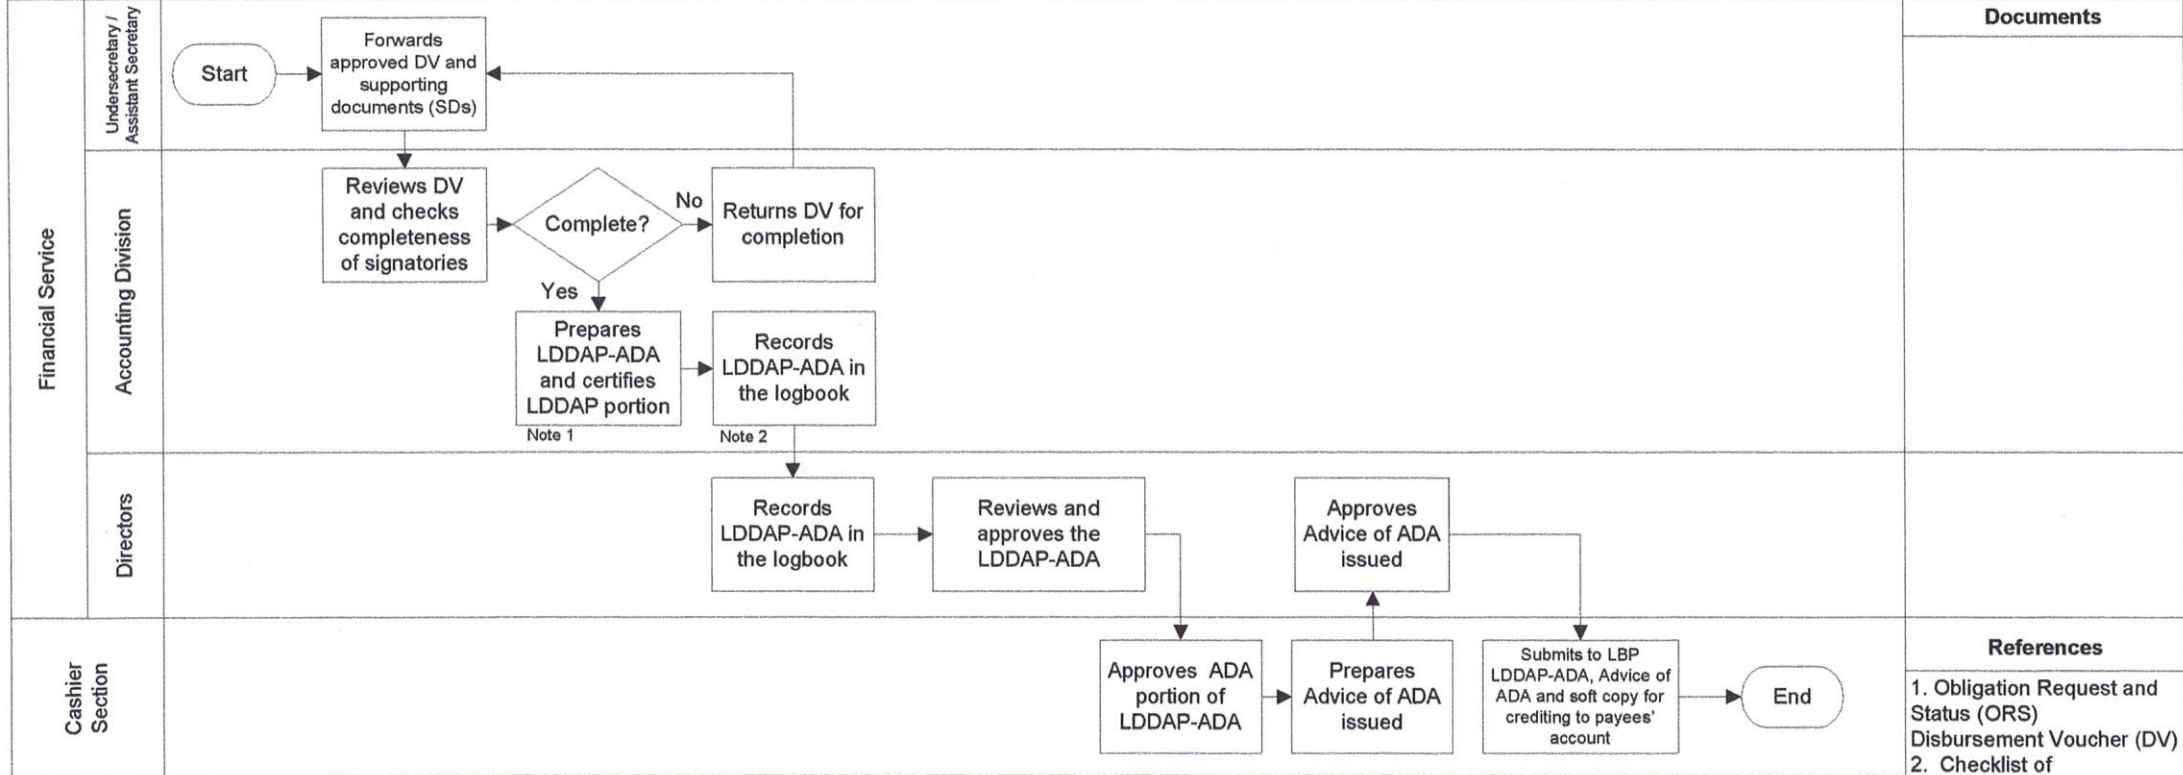 Documents
Financial Service
Undersecretary /
Assistant Secretary
Start
Forwards
approved DV and
supporting
documents (SDs)
Accounting Division
Reviews DV
and checks
completeness
of signatories
Complete?
No
Returns DV for
completion
Yes
Prepares
LDDAP-ADA
and certifies
LDDAP portion
Note 1
Records
LDDAP-ADA in
the logbook
Note 2
Directors
Records
LDDAP-ADA in
the logbook
Reviews and
approves the
LDDAP-ADA
Approves
Advice of ADA
issued
Cashier
Section
Approves ADA
portion of
LDDAP-ADA
Prepares
Advice of ADA
issued
Submits to LBP
LDDAP-ADA, Advice of
ADA and soft copy for
crediting to payees'
account
End
References
1. Obligation Request and
Status (ORS)
Disbursement Voucher (DV)
2. Checklist of